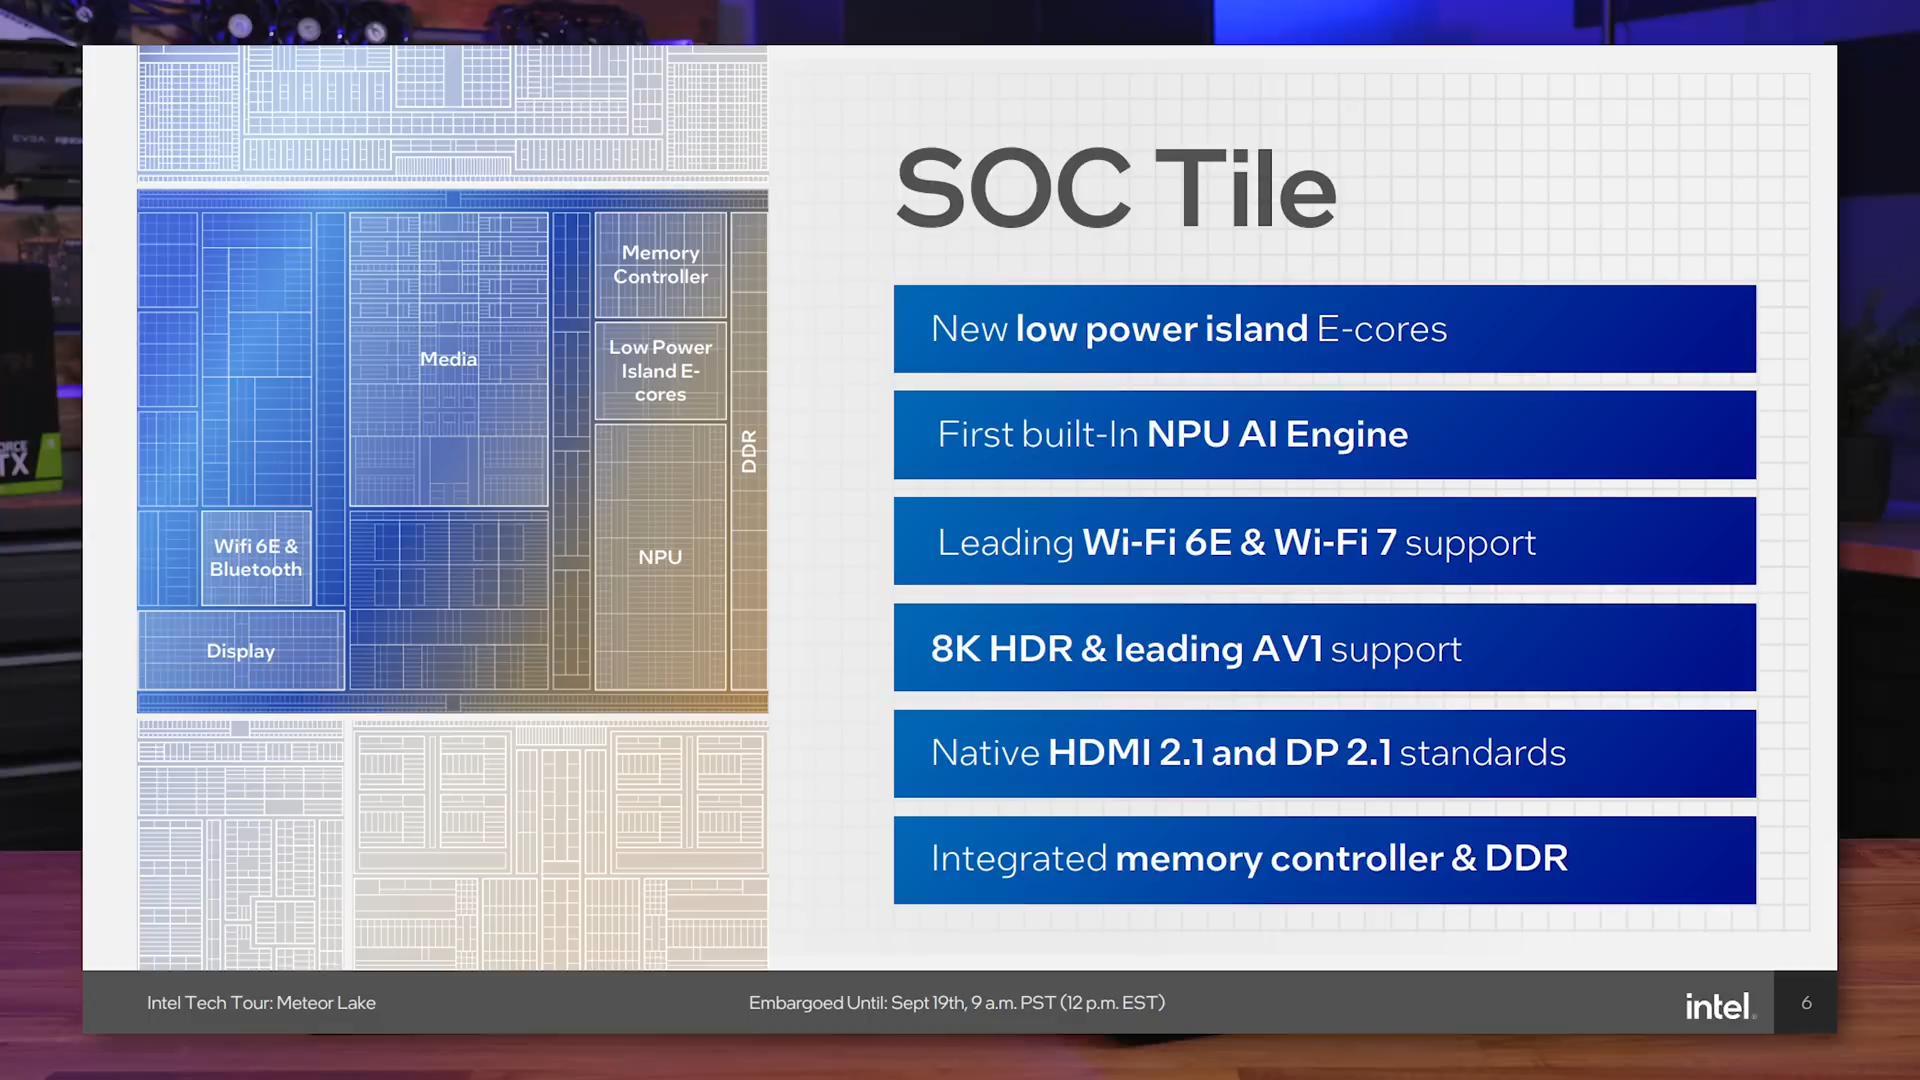 SOC Tile
New low power island E-cores
First built-In NPU AI Engine
Leading Wi-Fi 6E & Wi-Fi 7 support
8K HDR & leading AV1 support
Native HDMI 2.1 and DP 2.1 standards
Integrated memory controller & DDR
Memory
Controller
Low Power
Island E-
cores
Media
DDR
NPU
Wifi 6E &
Bluetooth
Display
Intel Tech Tour: Meteor Lake
Embargoed Until: Sept 19th, 9 a.m. PST (12 p.m. EST)
intel.
6
EVGA
TX